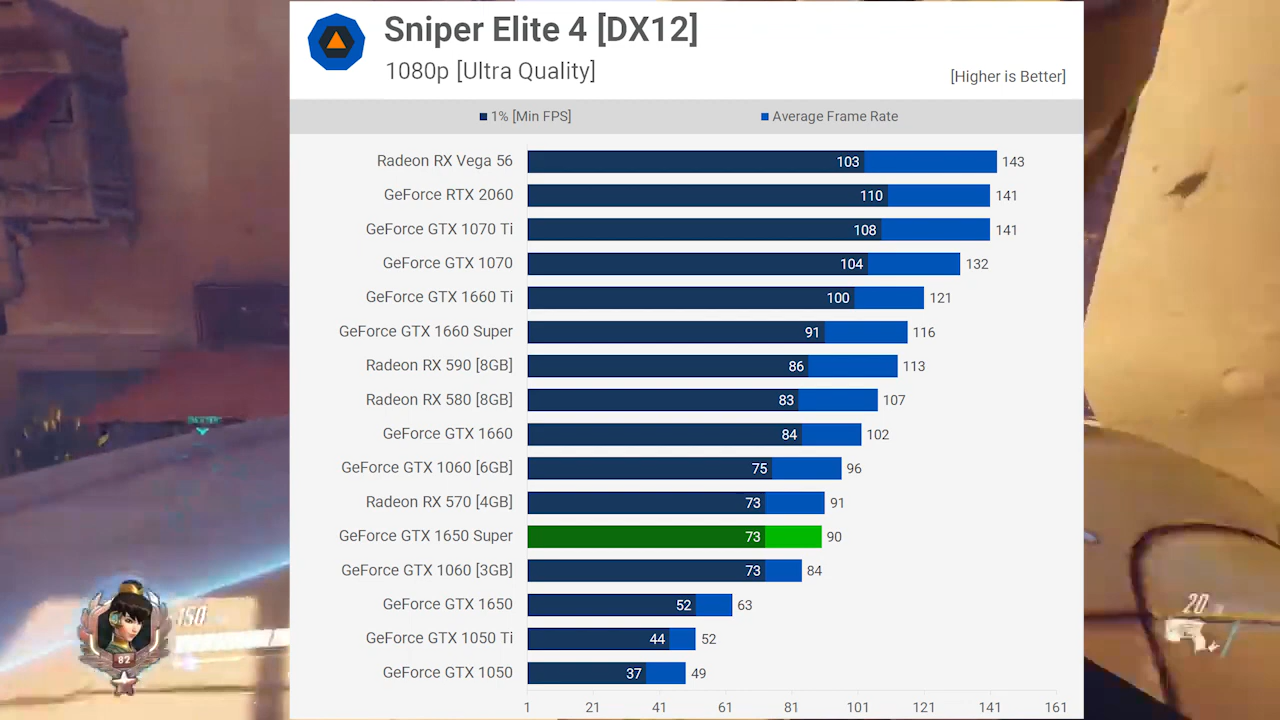 Sniper Elite 4 [DX12]
1080p [Ultra Quality]
[Higher is Better]
1% [Min FPS] Average Frame Rate
Radeon RX Vega 56 103 143
GeForce RTX 2060 110 141
GeForce GTX 1070 Ti 108 141
GeForce GTX 1070 104 132
GeForce GTX 1660 Ti 100 121
GeForce GTX 1660 Super 91 116
Radeon RX 590 [8GB] 86 113
Radeon RX 580 [8GB] 83 107
GeForce GTX 1660 84 102
GeForce GTX 1060 [6GB] 75 96
Radeon RX 570 [4GB] 73 91
GeForce GTX 1650 Super 73 90
GeForce GTX 1060 [3GB] 73 84
GeForce GTX 1650 52 63
GeForce GTX 1050 Ti 44 52
GeForce GTX 1050 37 49
1 21 41 61 81 101 121 141 161
150
82
20